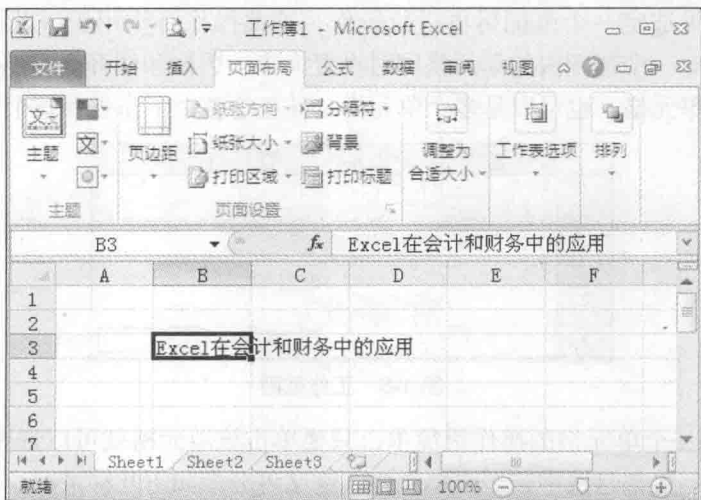 工作簿1 - Microsoft Excel
文件 开始 插入 页面布局 公式 数据 审阅 视图
主题 文 页边距 纸张方向 纸张大小 打印区域 分隔符 背景 打印标题 调整为合适大小 工作表选项 排列
主题 页面设置
B3 fx Excel在会计和财务中的应用
A B C D E F
1
2
3 Excel在会计和财务中的应用
4
5
6
7
Sheet1 Sheet2 Sheet3
就绪 100%